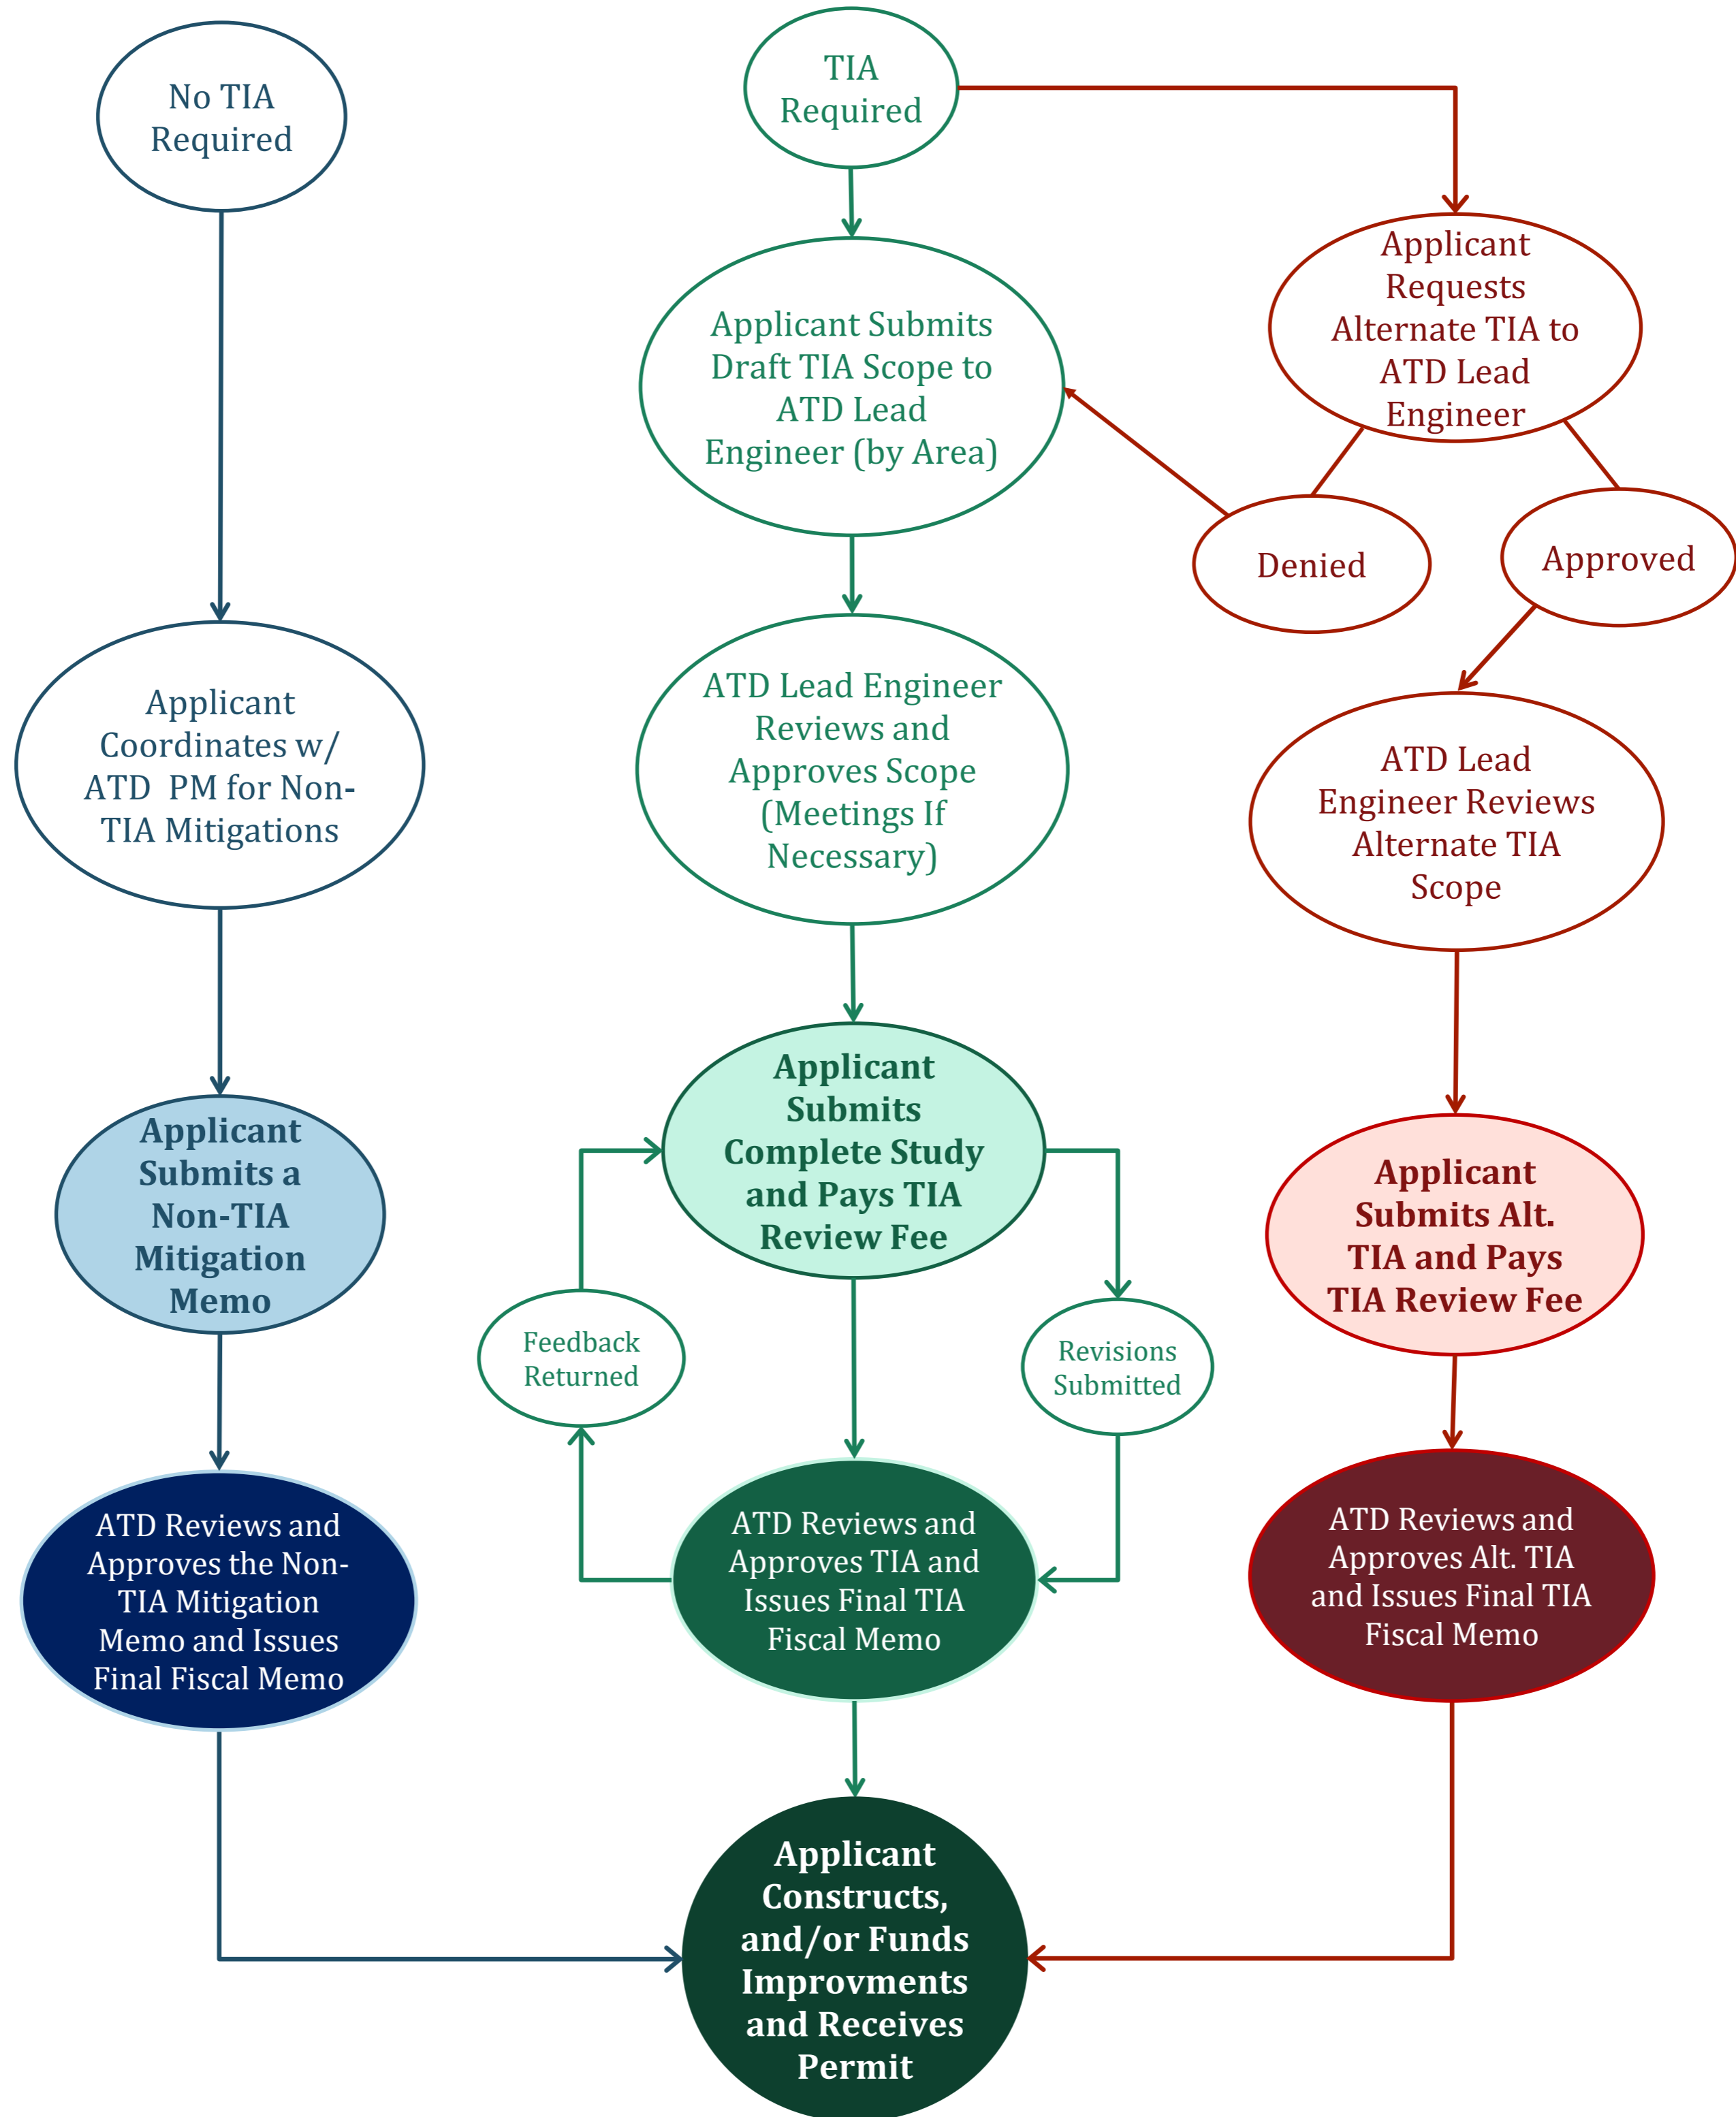 No TIA
Required
TIA
Required
Applicant
Requests
Alternate TIA to
ATD Lead
Engineer
Applicant Submits
Draft TIA Scope to
ATD Lead
Engineer (by Area)
Denied
Approved
Applicant
Coordinates w/
ATD  PM for Non-
TIA Mitigations
ATD Lead Engineer
Reviews and
Approves Scope
(Meetings If
Necessary)
ATD Lead
Engineer Reviews
Alternate TIA
Scope
Applicant
Submits a
Non-TIA
Mitigation
Memo
Applicant
Submits
Complete Study
and Pays TIA
Review Fee
Applicant
Submits Alt.
TIA and Pays
TIA Review Fee
Feedback
Returned
Revisions
Submitted
ATD Reviews and
Approves the Non-
TIA Mitigation
Memo and Issues
Final Fiscal Memo
ATD Reviews and
Approves TIA and
Issues Final TIA
Fiscal Memo
ATD Reviews and
Approves Alt. TIA
and Issues Final TIA
Fiscal Memo
Applicant
Constructs,
and/or Funds
Improvments
and Receives
Permit